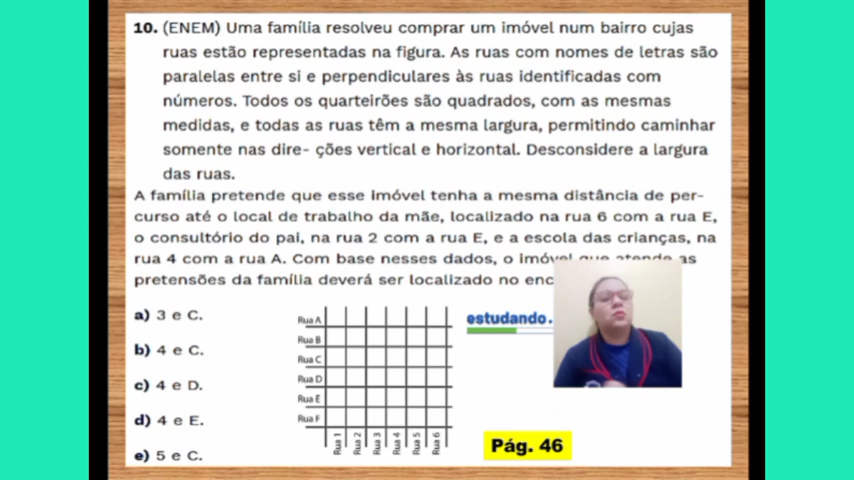 10. (ENEM) Uma família resolveu comprar um imóvel num bairro cujas
ruas estão representadas na figura. As ruas com nomes de letras são
paralelas entre si e perpendiculares às ruas identificadas com
números. Todos os quarteirões são quadrados, com as mesmas
medidas, e todas as ruas têm a mesma largura, permitindo caminhar
somente nas dire- ções vertical e horizontal. Desconsidere a largura
das ruas.
A família pretende que esse imóvel tenha a mesma distância de per-
curso até o local de trabalho da mãe, localizado na rua 6 com a rua E,
o consultório do pai, na rua 2 com a rua E, e a escola das crianças, na
rua 4 com a rua A. Com base nesses dados, o imóvel que atende as
pretensões da família deverá ser localizado no enc
a) 3 e C.
b) 4 e C.
c) 4 e D.
d) 4 e E.
e) 5 e C.
Rua A
Rua B
Rua C
Rua D
Rua E
Rua F
Rua 1
Rua 2
Rua 3
Rua 4
Rua 5
Rua 6
estudando.
Pág. 46